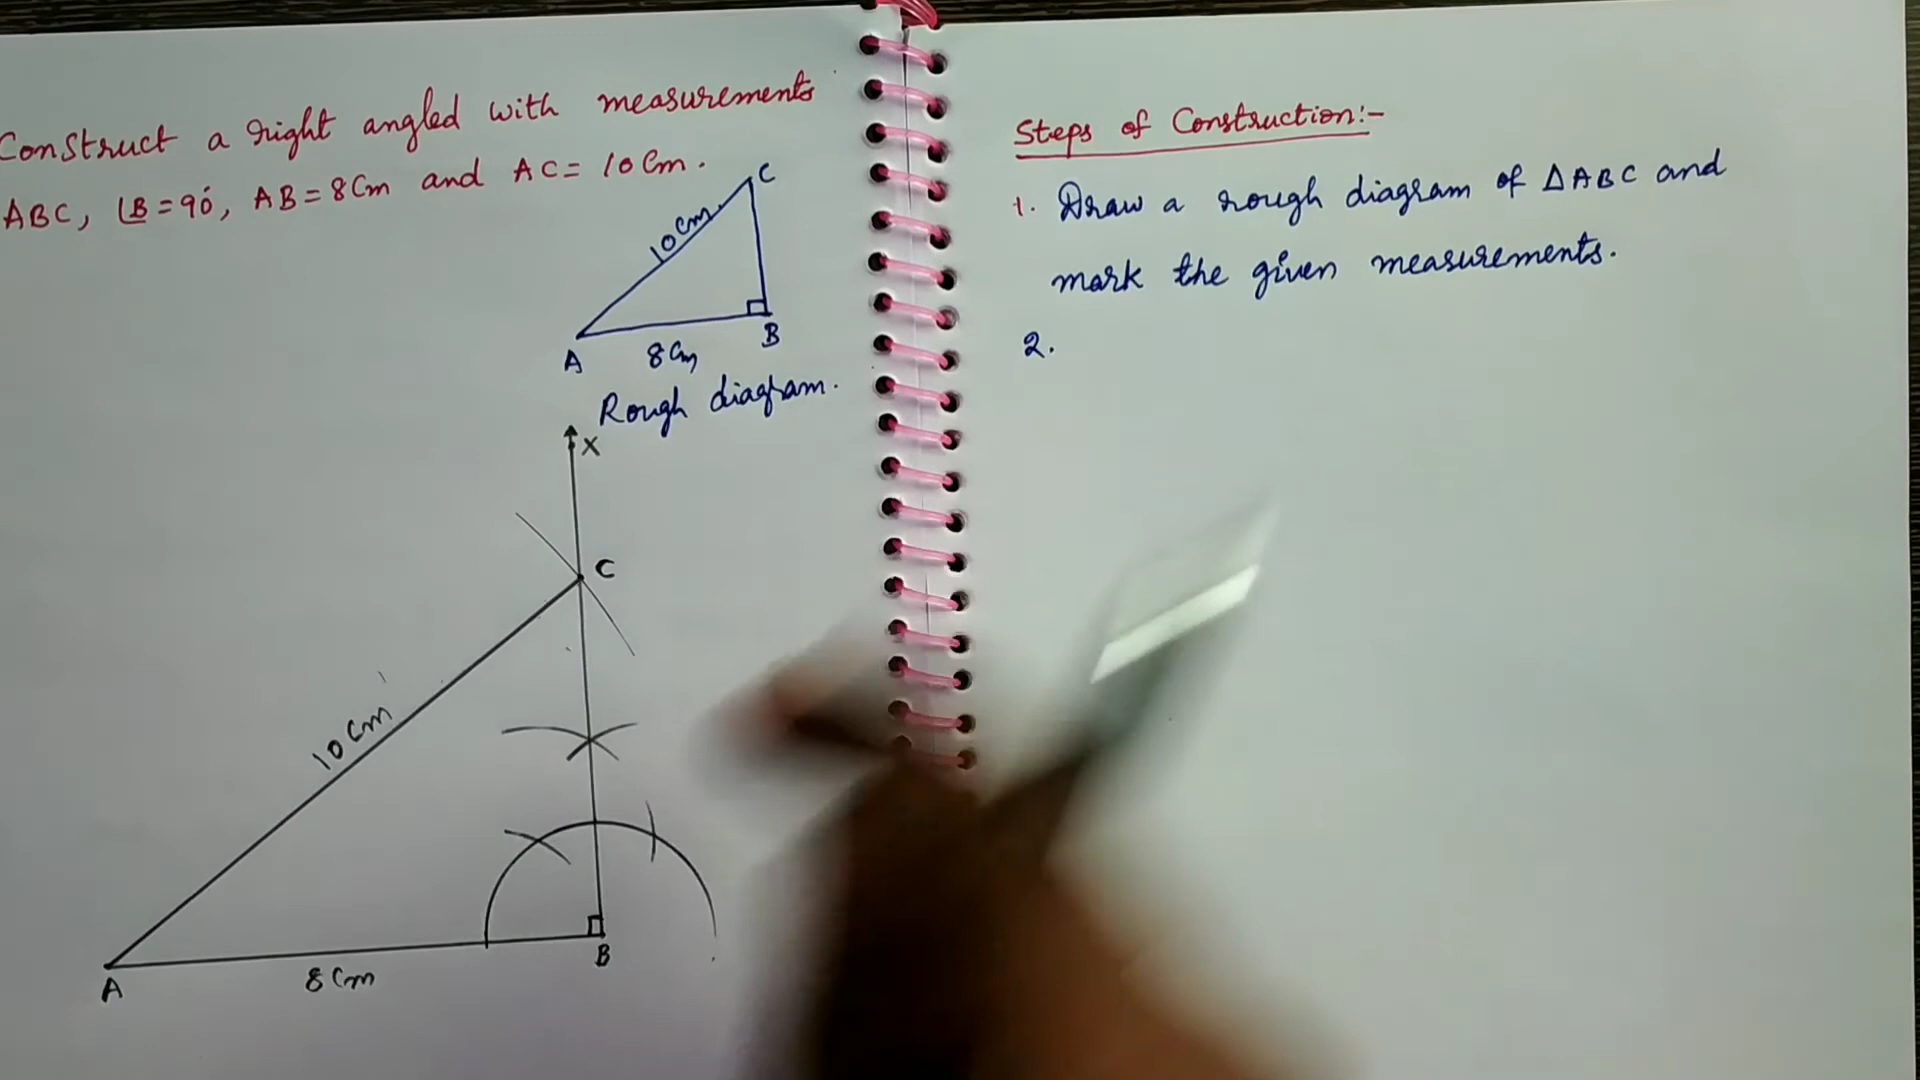 Construct a right angled with measurements
ABC, ∠B = 90°, AB = 8 Cm and AC = 10 Cm.
C
10 Cm.
A
8 Cm
B
Rough diagram.
X
C
10 Cm
A
8 Cm
B
Steps of Construction:-
1. Draw a rough diagram of ΔABC and
mark the given measurements.
2.